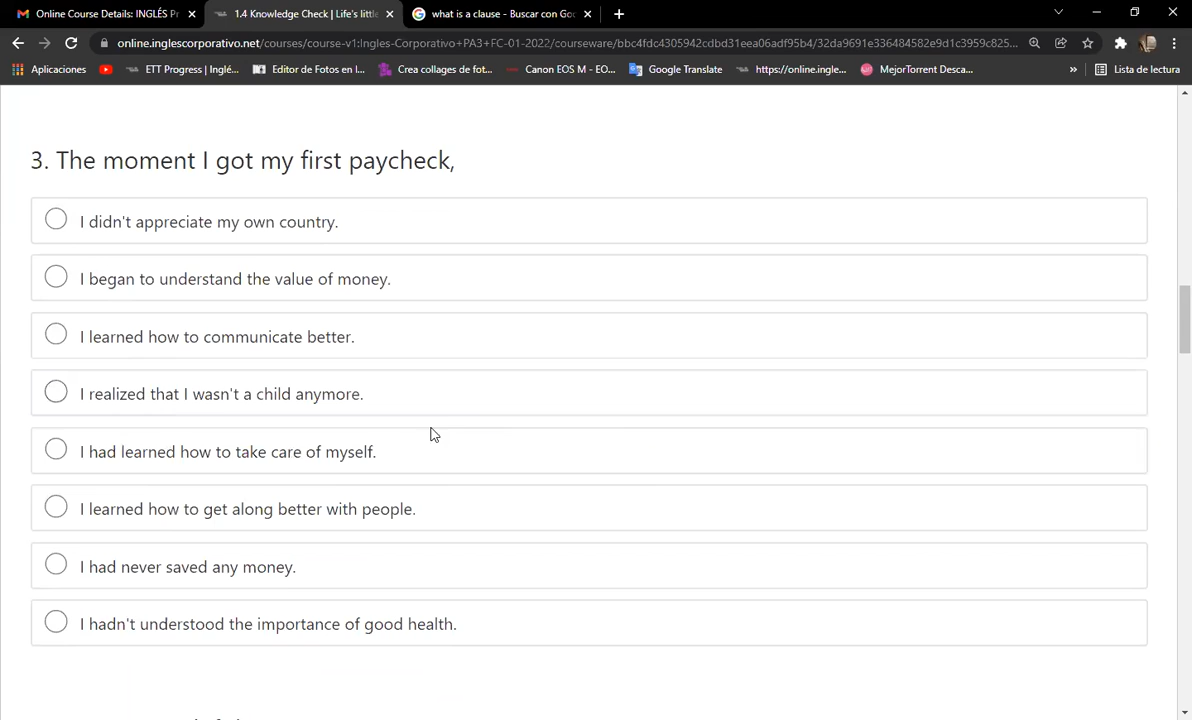 Online Course Details: INGLÉS Pr
1.4 Knowledge Check | Life's little
what is a clause - Buscar con Goo
online.inglescorporativo.net/courses/course-v1:Ingles-Corporativo+PA3+FC-01-2022/courseware/bbc4fdc4305942cdbd31eea06adf95b4/32da9691e336484582e9d1c3959c825...
Aplicaciones
ETT Progress | Inglé...
Editor de Fotos en l...
Crea collages de fot...
Canon EOS M - EO...
Google Translate
https://online.ingle...
MejorTorrent Desca...
»
Lista de lectura
3. The moment I got my first paycheck,
I didn't appreciate my own country.
I began to understand the value of money.
I learned how to communicate better.
I realized that I wasn't a child anymore.
I had learned how to take care of myself.
I learned how to get along better with people.
I had never saved any money.
I hadn't understood the importance of good health.